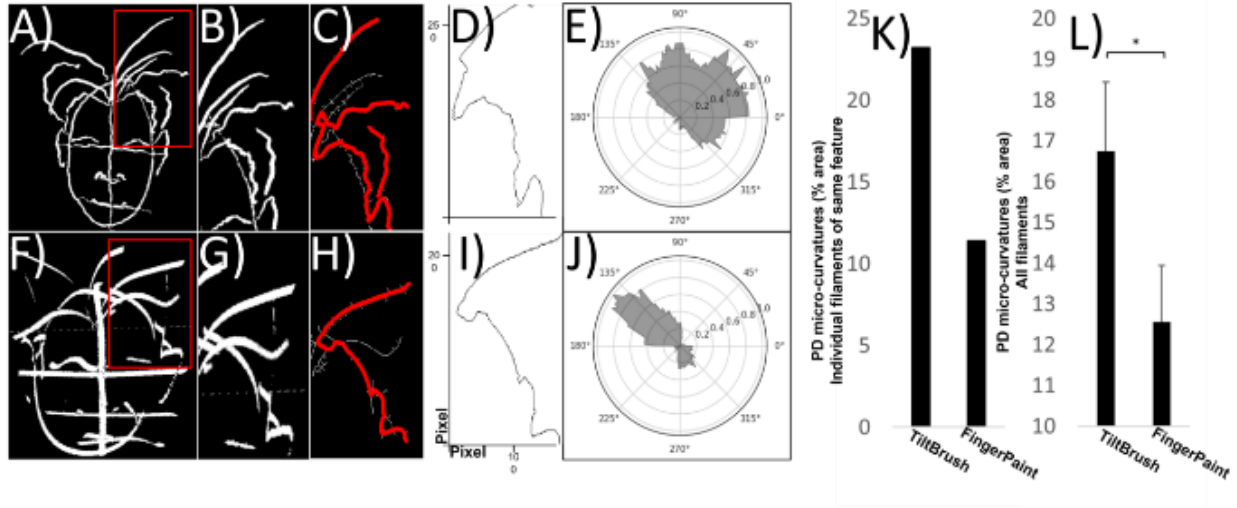 A)
B)
C)
D)
25
0
E)
90°
135°
45°
1.0
0.8
0.6
0.4
0.2
180°
0°
225°
315°
270°
F)
G)
H)
I)
20
0
Pixel
Pixel
10
0
J)
90°
135°
45°
1.0
0.8
0.6
0.4
0.2
180°
0°
225°
315°
270°
K)
PD micro-curvatures (% area)
Individual filaments of same feature
25
20
15
10
5
0
TiltBrush
FingerPaint
L)
PD micro-curvatures (% area)
All filaments
20
19
18
17
16
15
14
13
12
11
10
*
TiltBrush
FingerPaint